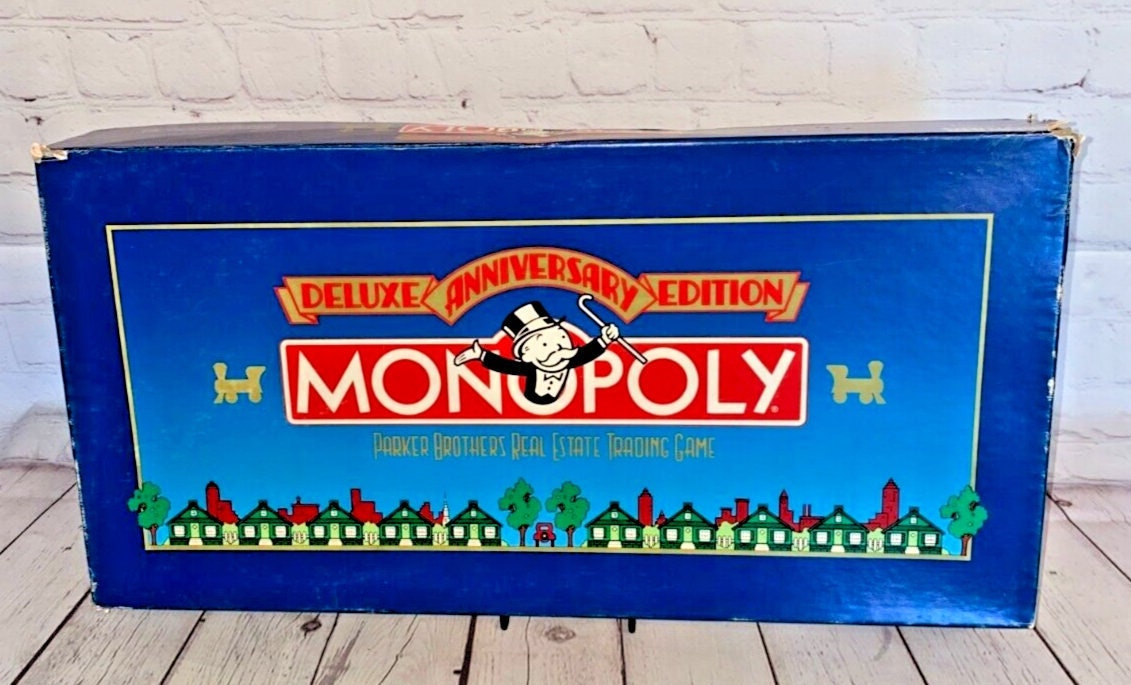 DELUXE ANNIVERSARY EDITION
MONOPOLY
PARKER BROTHERS REAL ESTATE TRADING GAME